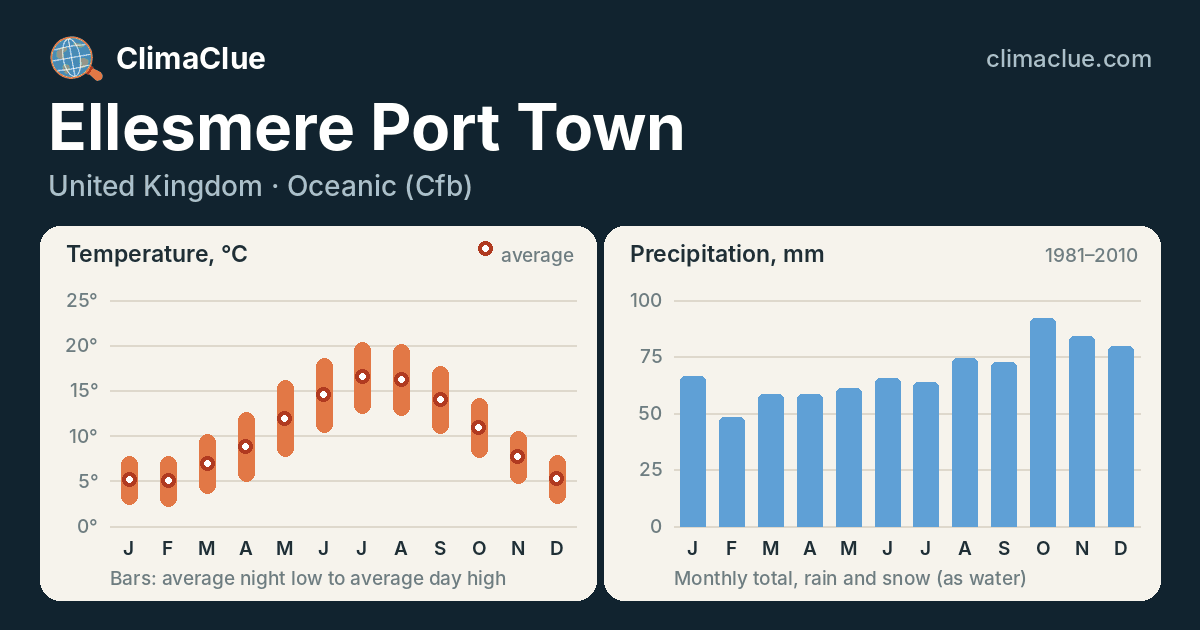 ClimaClue
climaclue.com
Ellesmere Port Town
United Kingdom · Oceanic (Cfb)
Temperature, °C
average
25°
20°
15°
10°
5°
0°
J F M A M J J A S O N D
Bars: average night low to average day high
Precipitation, mm
1981–2010
100
75
50
25
0
J F M A M J J A S O N D
Monthly total, rain and snow (as water)